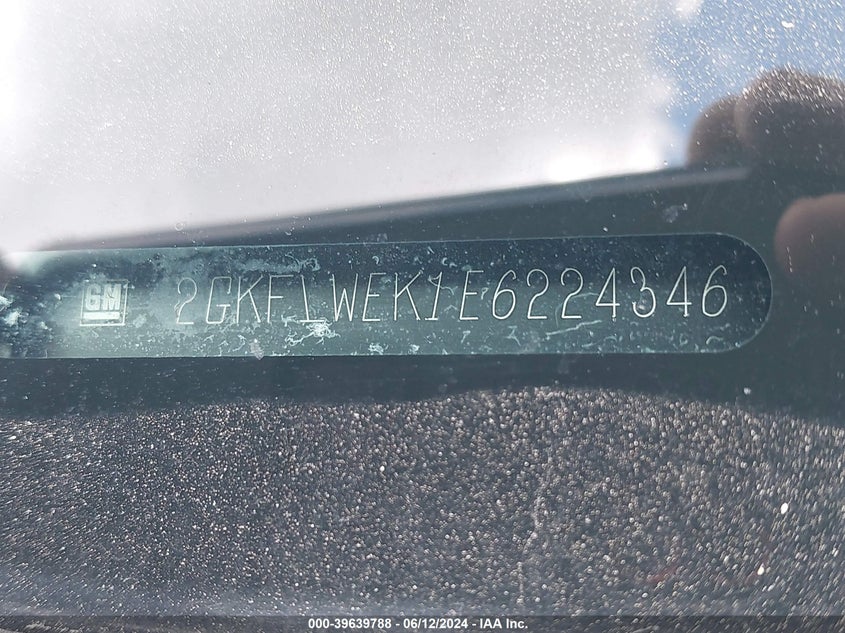 GM 2GKFLWEK1E6224346
000-39639788 - 06/12/2024 - IAA Inc.